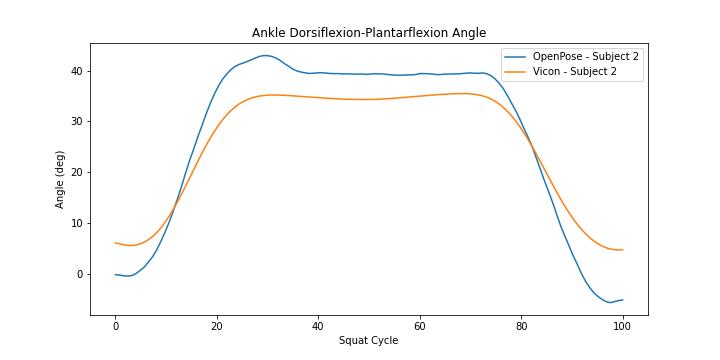 Ankle Dorsiflexion-Plantarflexion Angle
OpenPose - Subject 2
Vicon - Subject 2
Angle (deg)
40
30
20
10
0
0 20 40 60 80 100
Squat Cycle